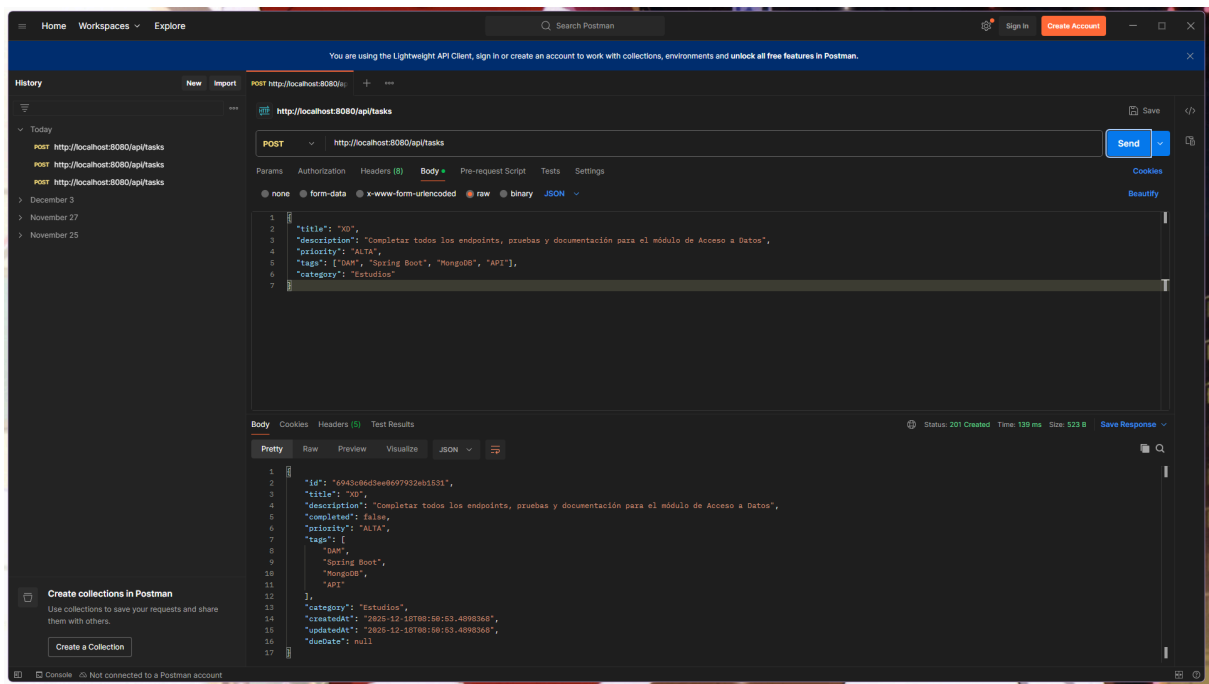 Home Workspaces Explore Search Postman Sign In Create Account
You are using the Lightweight API Client, sign in or create an account to work with collections, environments and unlock all free features in Postman.
History New Import
POST http://localhost:8080/ap
http://localhost:8080/api/tasks Save
Today
POST http://localhost:8080/api/tasks
POST http://localhost:8080/api/tasks
POST http://localhost:8080/api/tasks
December 3
November 27
November 25
POST http://localhost:8080/api/tasks Send
Params Authorization Headers (8) Body Pre-request Script Tests Settings Cookies
none form-data x-www-form-urlencoded raw binary JSON Beautify
1 {
2 "title": "XD",
3 "description": "Completar todos los endpoints, pruebas y documentación para el módulo de Acceso a Datos",
4 "priority": "ALTA",
5 "tags": ["DAM", "Spring Boot", "MongoDB", "API"],
6 "category": "Estudios"
7 }
Body Cookies Headers (5) Test Results Status: 201 Created Time: 139 ms Size: 523 B Save Response
Pretty Raw Preview Visualize JSON
1 {
2 "id": "6943c06d3ee0697932eb1531",
3 "title": "XD",
4 "description": "Completar todos los endpoints, pruebas y documentación para el módulo de Acceso a Datos",
5 "completed": false,
6 "priority": "ALTA",
7 "tags": [
8 "DAM",
9 "Spring Boot",
10 "MongoDB",
11 "API"
12 ],
13 "category": "Estudios",
14 "createdAt": "2025-12-18T08:50:53.4898368",
15 "updatedAt": "2025-12-18T08:50:53.4898368",
16 "dueDate": null
17 }
Create collections in Postman
Use collections to save your requests and share
them with others.
Create a Collection
Console Not connected to a Postman account